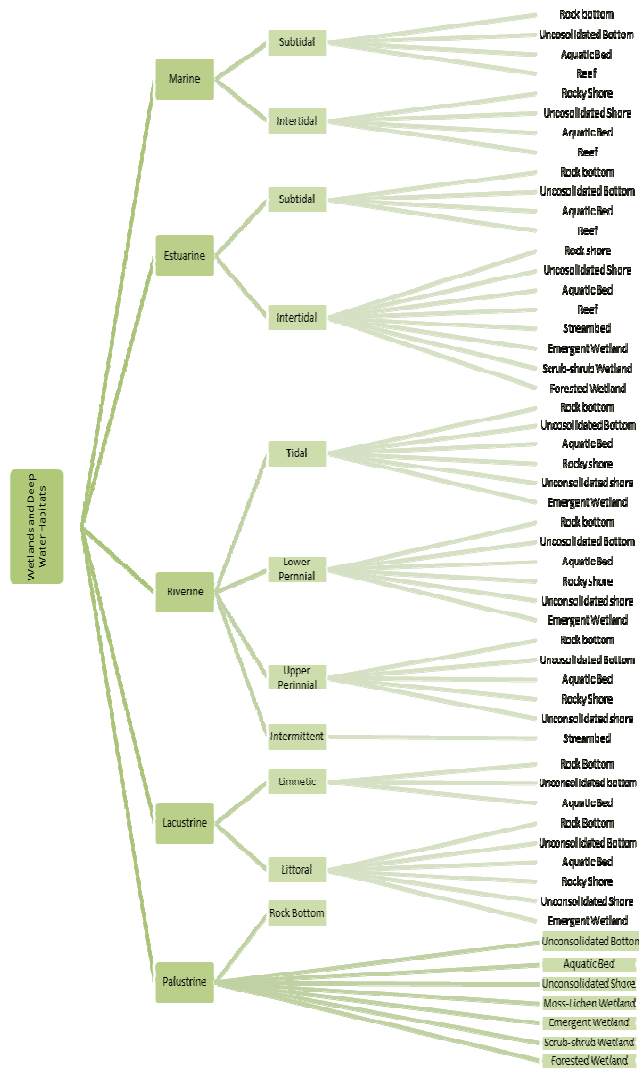 Wetlands and Deep
Water Habitats
Marine
Subtidal
Rock bottom
Uncosolidated Bottom
Aquatic Bed
Reef
Intertidal
Rocky Shore
Uncosolidated Shore
Aquatic Bed
Reef
Estuarine
Subtidal
Rock bottom
Uncosolidated Bottom
Aquatic Bed
Reef
Intertidal
Rock shore
Uncosolidated Shore
Aquatic Bed
Reef
Streambed
Emergent Wetland
Scrub-shrub Wetland
Forested Wetland
Riverine
Tidal
Rock bottom
Uncosolidated Bottom
Aquatic Bed
Rocky shore
Unconsolidated shore
Emergent Wetland
Lower
Perinnial
Rock bottom
Uncosolidated Bottom
Aquatic Bed
Rocky shore
Unconsolidated shore
Emergent Wetland
Upper
Perinnial
Rock bottom
Uncosolidated Bottom
Aquatic Bed
Rocky Shore
Unconsolidated shore
Intermittent
Streambed
Lacustrine
Limnetic
Rock Bottom
Unconsolidated bottom
Aquatic Bed
Littoral
Rock Bottom
Unconsolidated Bottom
Aquatic Bed
Rocky Shore
Unconsolidated Shore
Emergent Wetland
Palustrine
Rock Bottom
Unconsolidated Bottom
Aquatic Bed
Unconsolidated Shore
Moss-Lichen Wetland
Emergent Wetland
Scrub-shrub Wetland
Forested Wetland